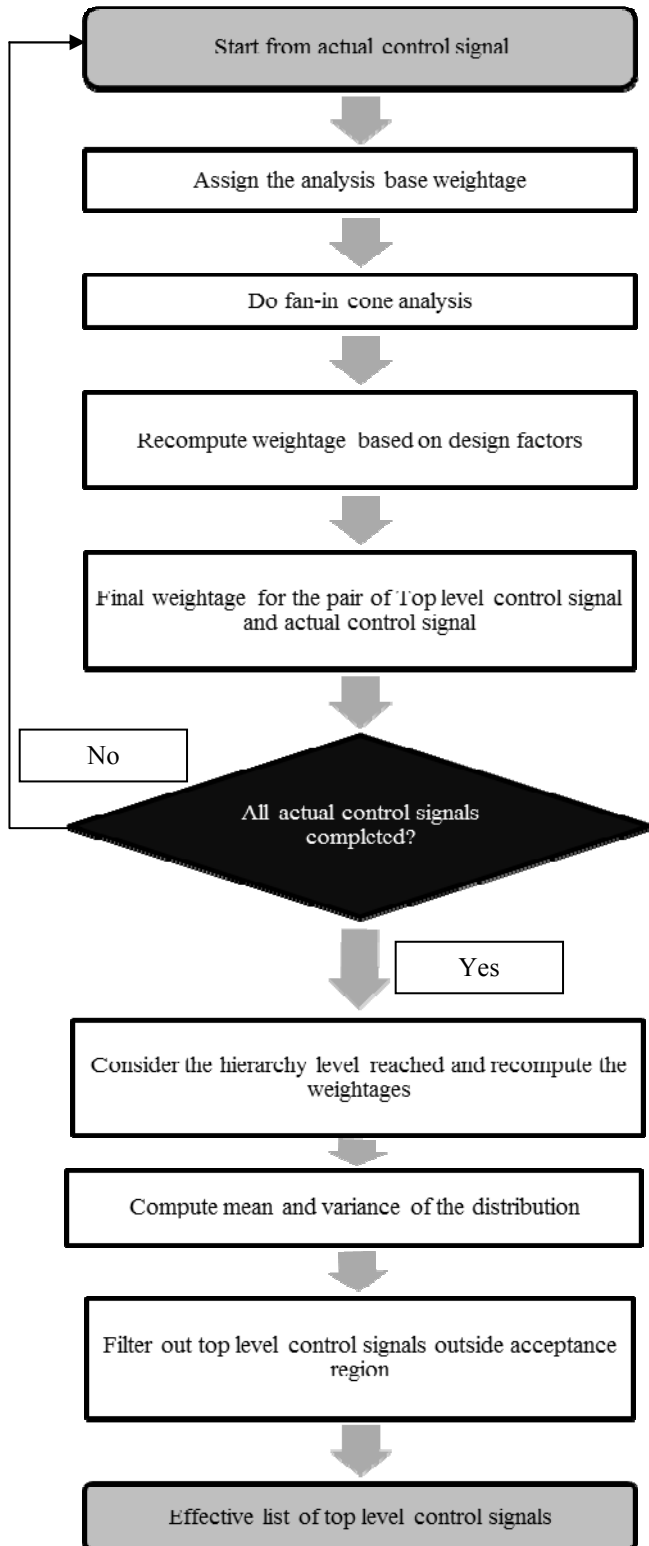 Start from actual control signal
Assign the analysis base weightage
Do fan-in cone analysis
Recompute weightage based on design factors
Final weightage for the pair of Top level control signal
and actual control signal
No
All actual control signals
completed?
Yes
Consider the hierarchy level reached and recompute the
weightages
Compute mean and variance of the distribution
Filter out top level control signals outside acceptance
region
Effective list of top level control signals